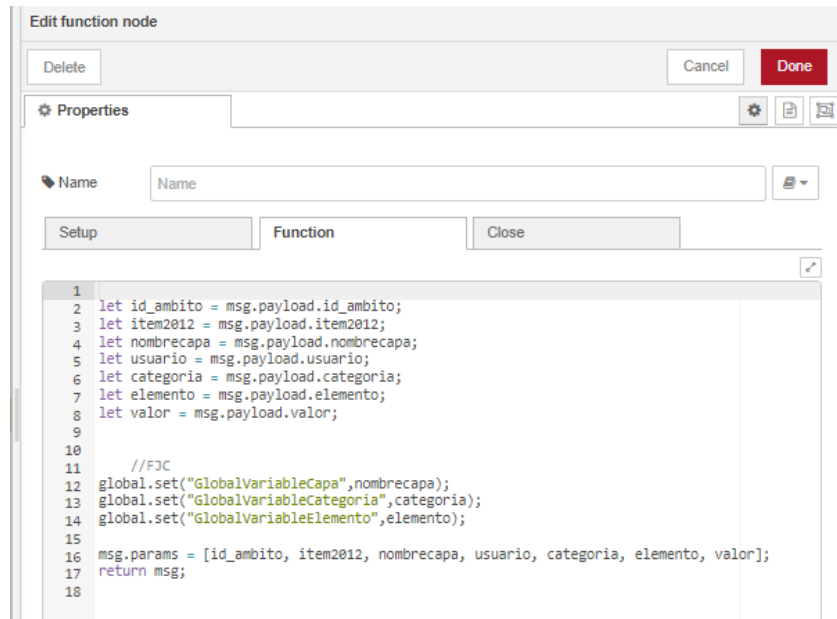 Edit function node
Delete
Cancel
Done
Properties
Name
Name
Setup
Function
Close
1
2 let id_ambito = msg.payload.id_ambito;
3 let item2012 = msg.payload.item2012;
4 let nombrecapa = msg.payload.nombrecapa;
5 let usuario = msg.payload.usuario;
6 let categoria = msg.payload.categoria;
7 let elemento = msg.payload.elemento;
8 let valor = msg.payload.valor;
9
10
11 //FJC
12 global.set("GlobalVariableCapa",nombrecapa);
13 global.set("GlobalVariableCategoria",categoria);
14 global.set("GlobalVariableElemento",elemento);
15
16 msg.params = [id_ambito, item2012, nombrecapa, usuario, categoria, elemento, valor];
17 return msg;
18